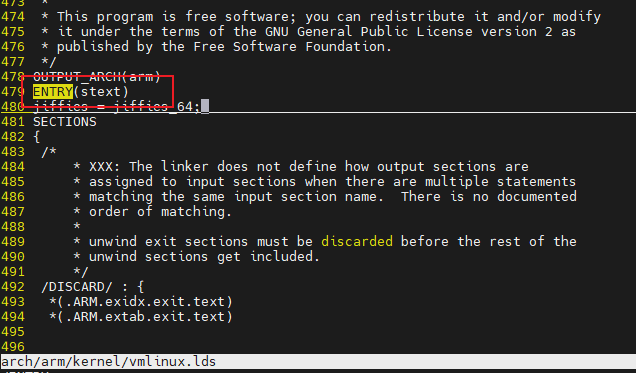 473 *
474 * This program is free software; you can redistribute it and/or modify
475 * it under the terms of the GNU General Public License version 2 as
476 * published by the Free Software Foundation.
477 */
478 OUTPUT_ARCH(arm)
479 ENTRY(stext)
480 jiffies = jiffies_64;
481 SECTIONS
482 {
483 /*
484 * XXX: The linker does not define how output sections are
485 * assigned to input sections when there are multiple statements
486 * matching the same input section name.  There is no documented
487 * order of matching.
488 *
489 * unwind exit sections must be discarded before the rest of the
490 * unwind sections get included.
491 */
492 /DISCARD/ : {
493 *(.ARM.exidx.exit.text)
494 *(.ARM.extab.exit.text)
495
496
arch/arm/kernel/vmlinux.lds